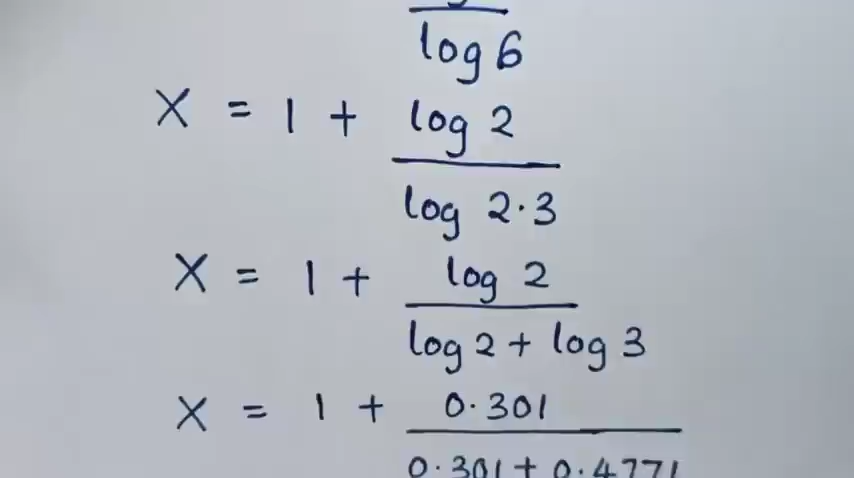 log 6
X = 1 + log 2
log 2·3
X = 1 + log 2
log 2 + log 3
X = 1 + 0.301
0.301 + 0.4771